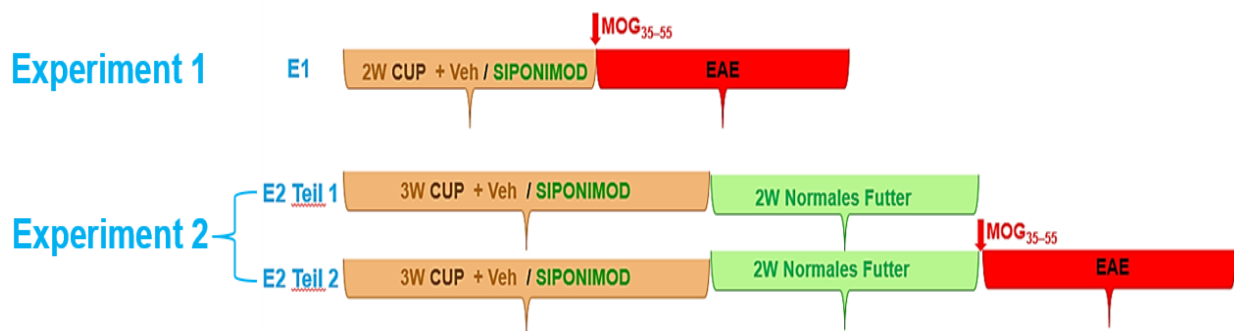 MOG35–55
Experiment 1 E1 2W CUP + Veh / SIPONIMOD EAE
E2 Teil 1 3W CUP + Veh / SIPONIMOD 2W Normales Futter
Experiment 2
MOG35–55
E2 Teil 2 3W CUP + Veh / SIPONIMOD 2W Normales Futter EAE